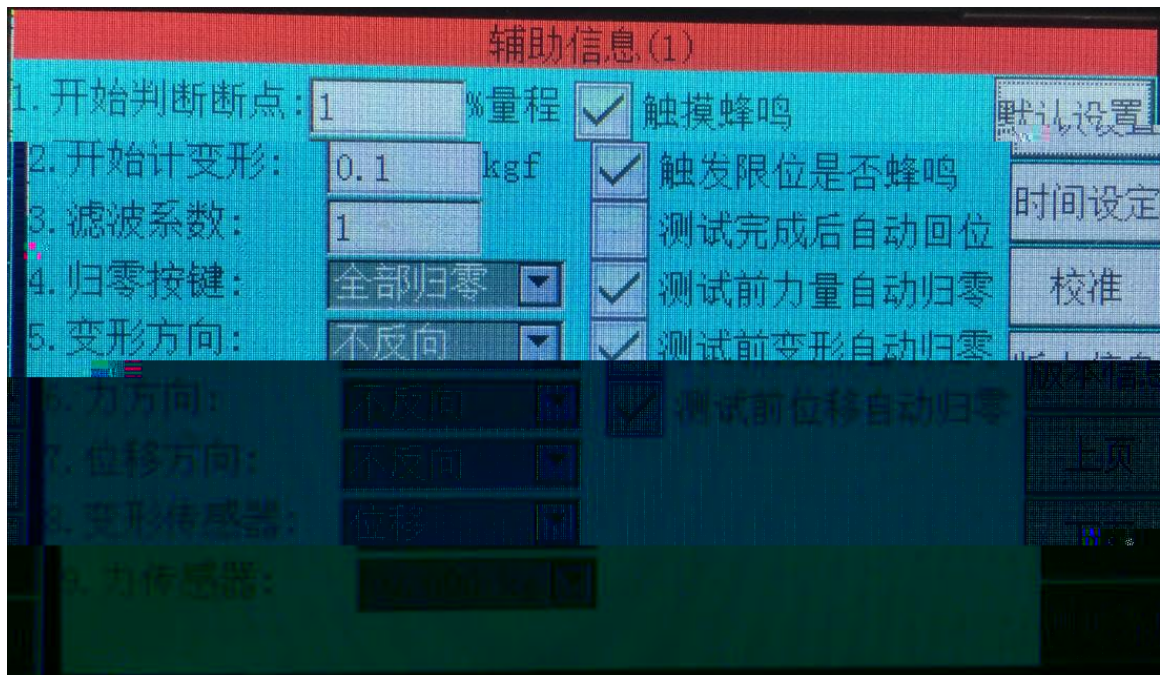 辅助信息(1)
1. 开始判断断点: 1 %量程 触摸蜂鸣 默认设置
2. 开始计变形: 0.1 kgf 触发限位是否蜂鸣
时间设定
3. 滤波系数: 1 测试完成后自动回位
4. 归零按键: 全部归零 测试前力量自动归零 校准
5. 变形方向: 不反向 测试前变形自动归零
版本信息
6. 力方向: 不反向 测试前位移自动归零
7. 位移方向: 不反向 上页
8. 变形传感器: 位移
9. 力传感器: